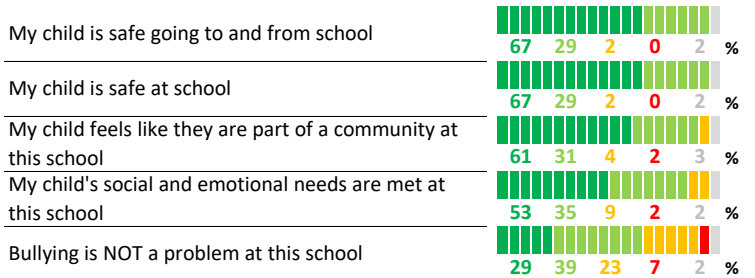 My child is safe going to and from school
67 29 2 0 2 %
My child is safe at school
67 29 2 0 2 %
My child feels like they are part of a community at
this school
61 31 4 2 3 %
My child's social and emotional needs are met at
this school
53 35 9 2 2 %
Bullying is NOT a problem at this school
29 39 23 7 2 %